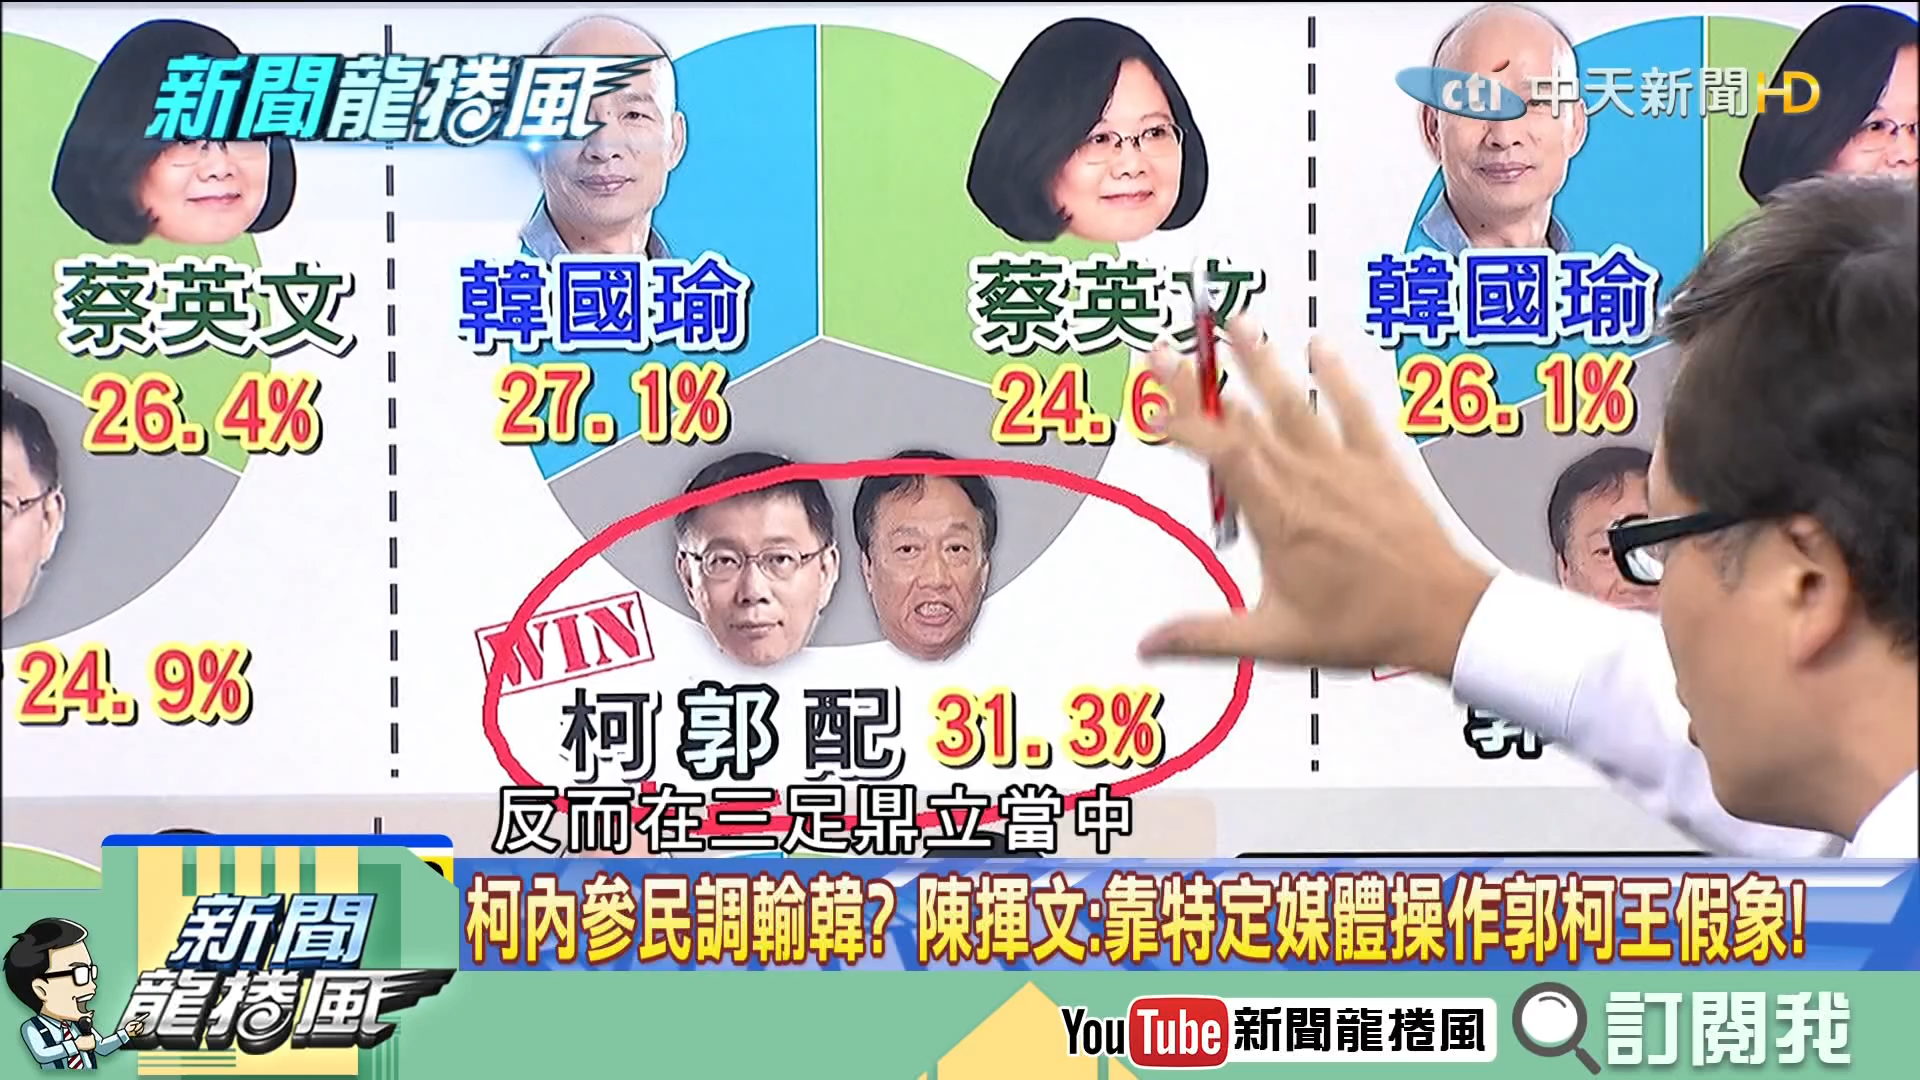 新聞龍捲風
cti 中天新聞HD
蔡英文
26.4%
24.9%
韓國瑜
27.1%
蔡英文
24.6
WIN
柯郭配 31.3%
韓國瑜
26.1%
郭
反而在三足鼎立當中
柯內參民調輸韓? 陳揮文:靠特定媒體操作郭柯王假象!
新聞
龍捲風
YouTube 新聞龍捲風
訂閱我